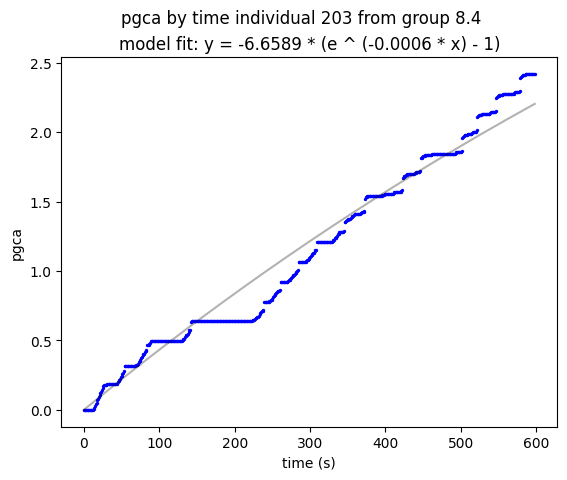 pgca by time individual 203 from group 8.4
model fit: y = -6.6589 * (e ^ (-0.0006 * x) - 1)
2.5
2.0
1.5
1.0
0.5
0.0
pgca
0 100 200 300 400 500 600
time (s)